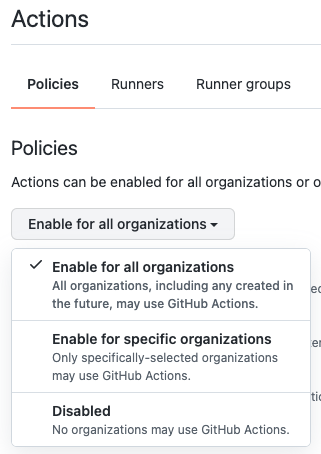 Actions
Policies Runners Runner groups
Policies
Actions can be enabled for all organizations or o
Enable for all organizations
Enable for all organizations
All organizations, including any created in
the future, may use GitHub Actions.
Enable for specific organizations
Only specifically-selected organizations
may use GitHub Actions.
Disabled
No organizations may use GitHub Actions.